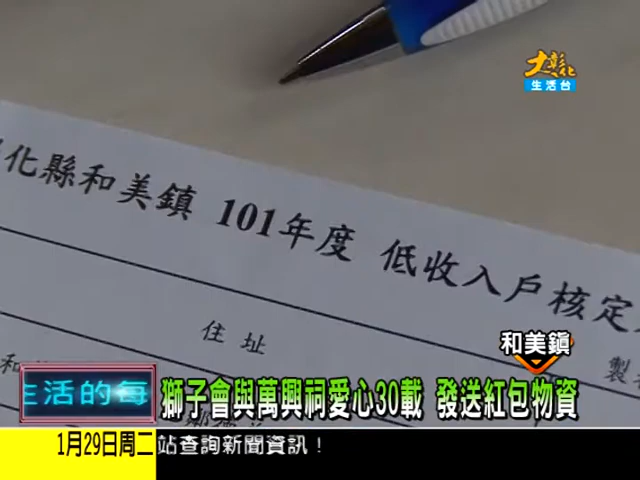 大彰化
生活台
化縣和美鎮 101年度 低收入戶核定
住址
製
和
和美鎮
生活的每
獅子會與萬興祠愛心30載 發送紅包物資
1月29日周二
站查詢新聞資訊！